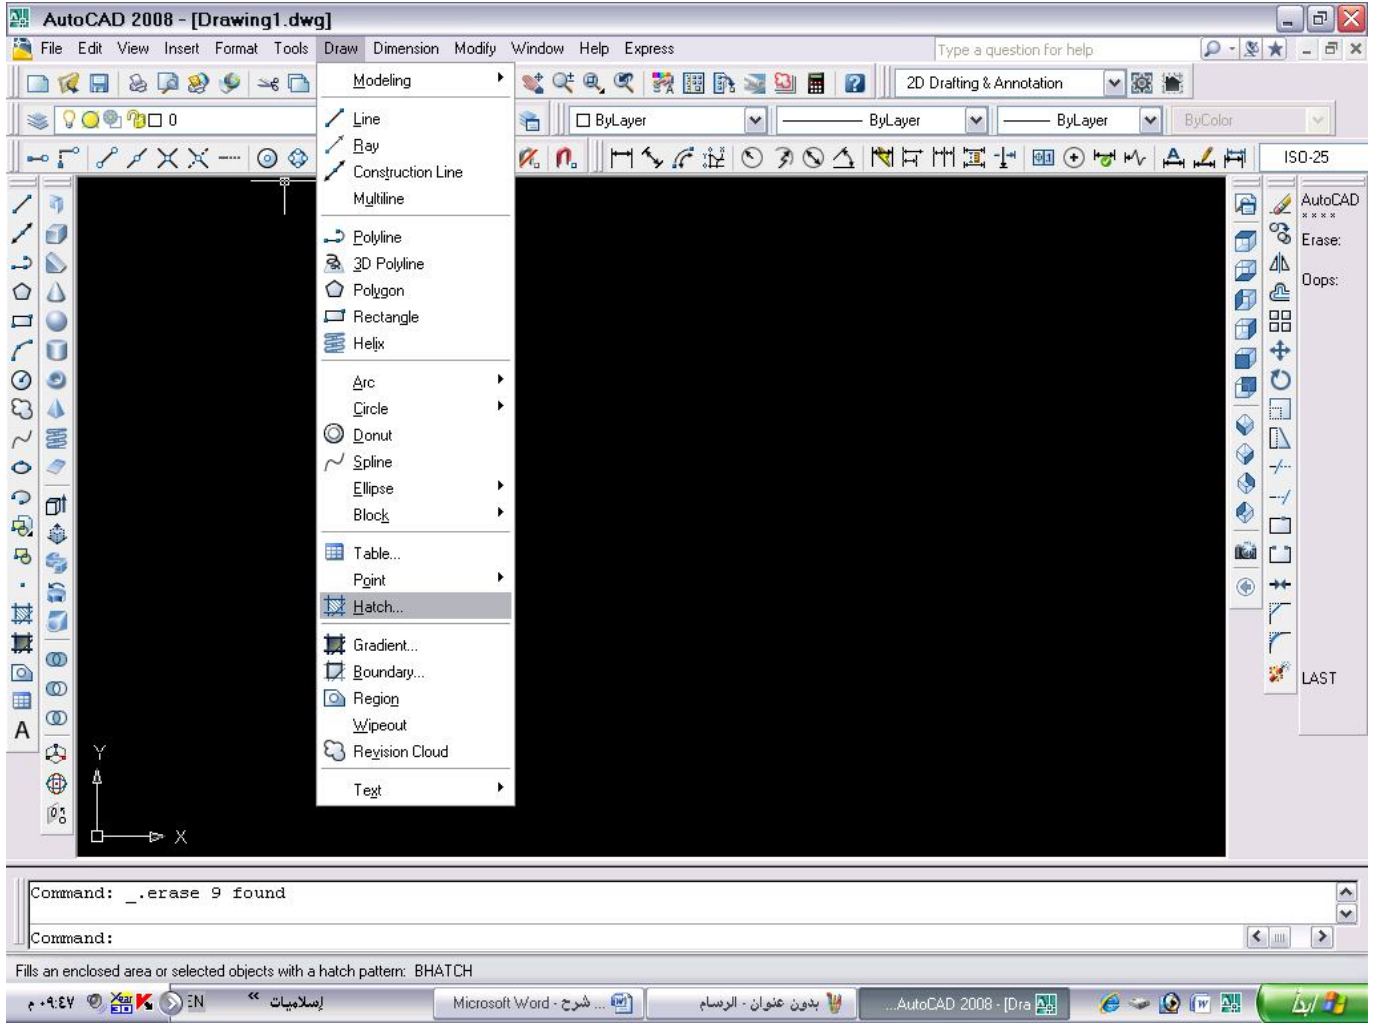 AutoCAD 2008 - [Drawing1.dwg]
File Edit View Insert Format Tools Draw Dimension Modify Window Help Express
Type a question for help
2D Drafting & Annotation
0
ByLayer
ByLayer
ByLayer
ByColor
ISO-25
Modeling
Line
Ray
Construction Line
Multiline
Polyline
3D Polyline
Polygon
Rectangle
Helix
Arc
Circle
Donut
Spline
Ellipse
Block
Table...
Point
Hatch...
Gradient...
Boundary...
Region
Wipeout
Revision Cloud
Text
A
AutoCAD
* * * *
Erase:
Oops:
LAST
Y
X
Command: _.erase 9 found
Command:
Fills an enclosed area or selected objects with a hatch pattern: BHATCH
٠٩:٤٧ م
EN
إسلاميات
شرح - Microsoft Word ...
بدون عنوان - الرسام
AutoCAD 2008 - [Dra...
ابدأ